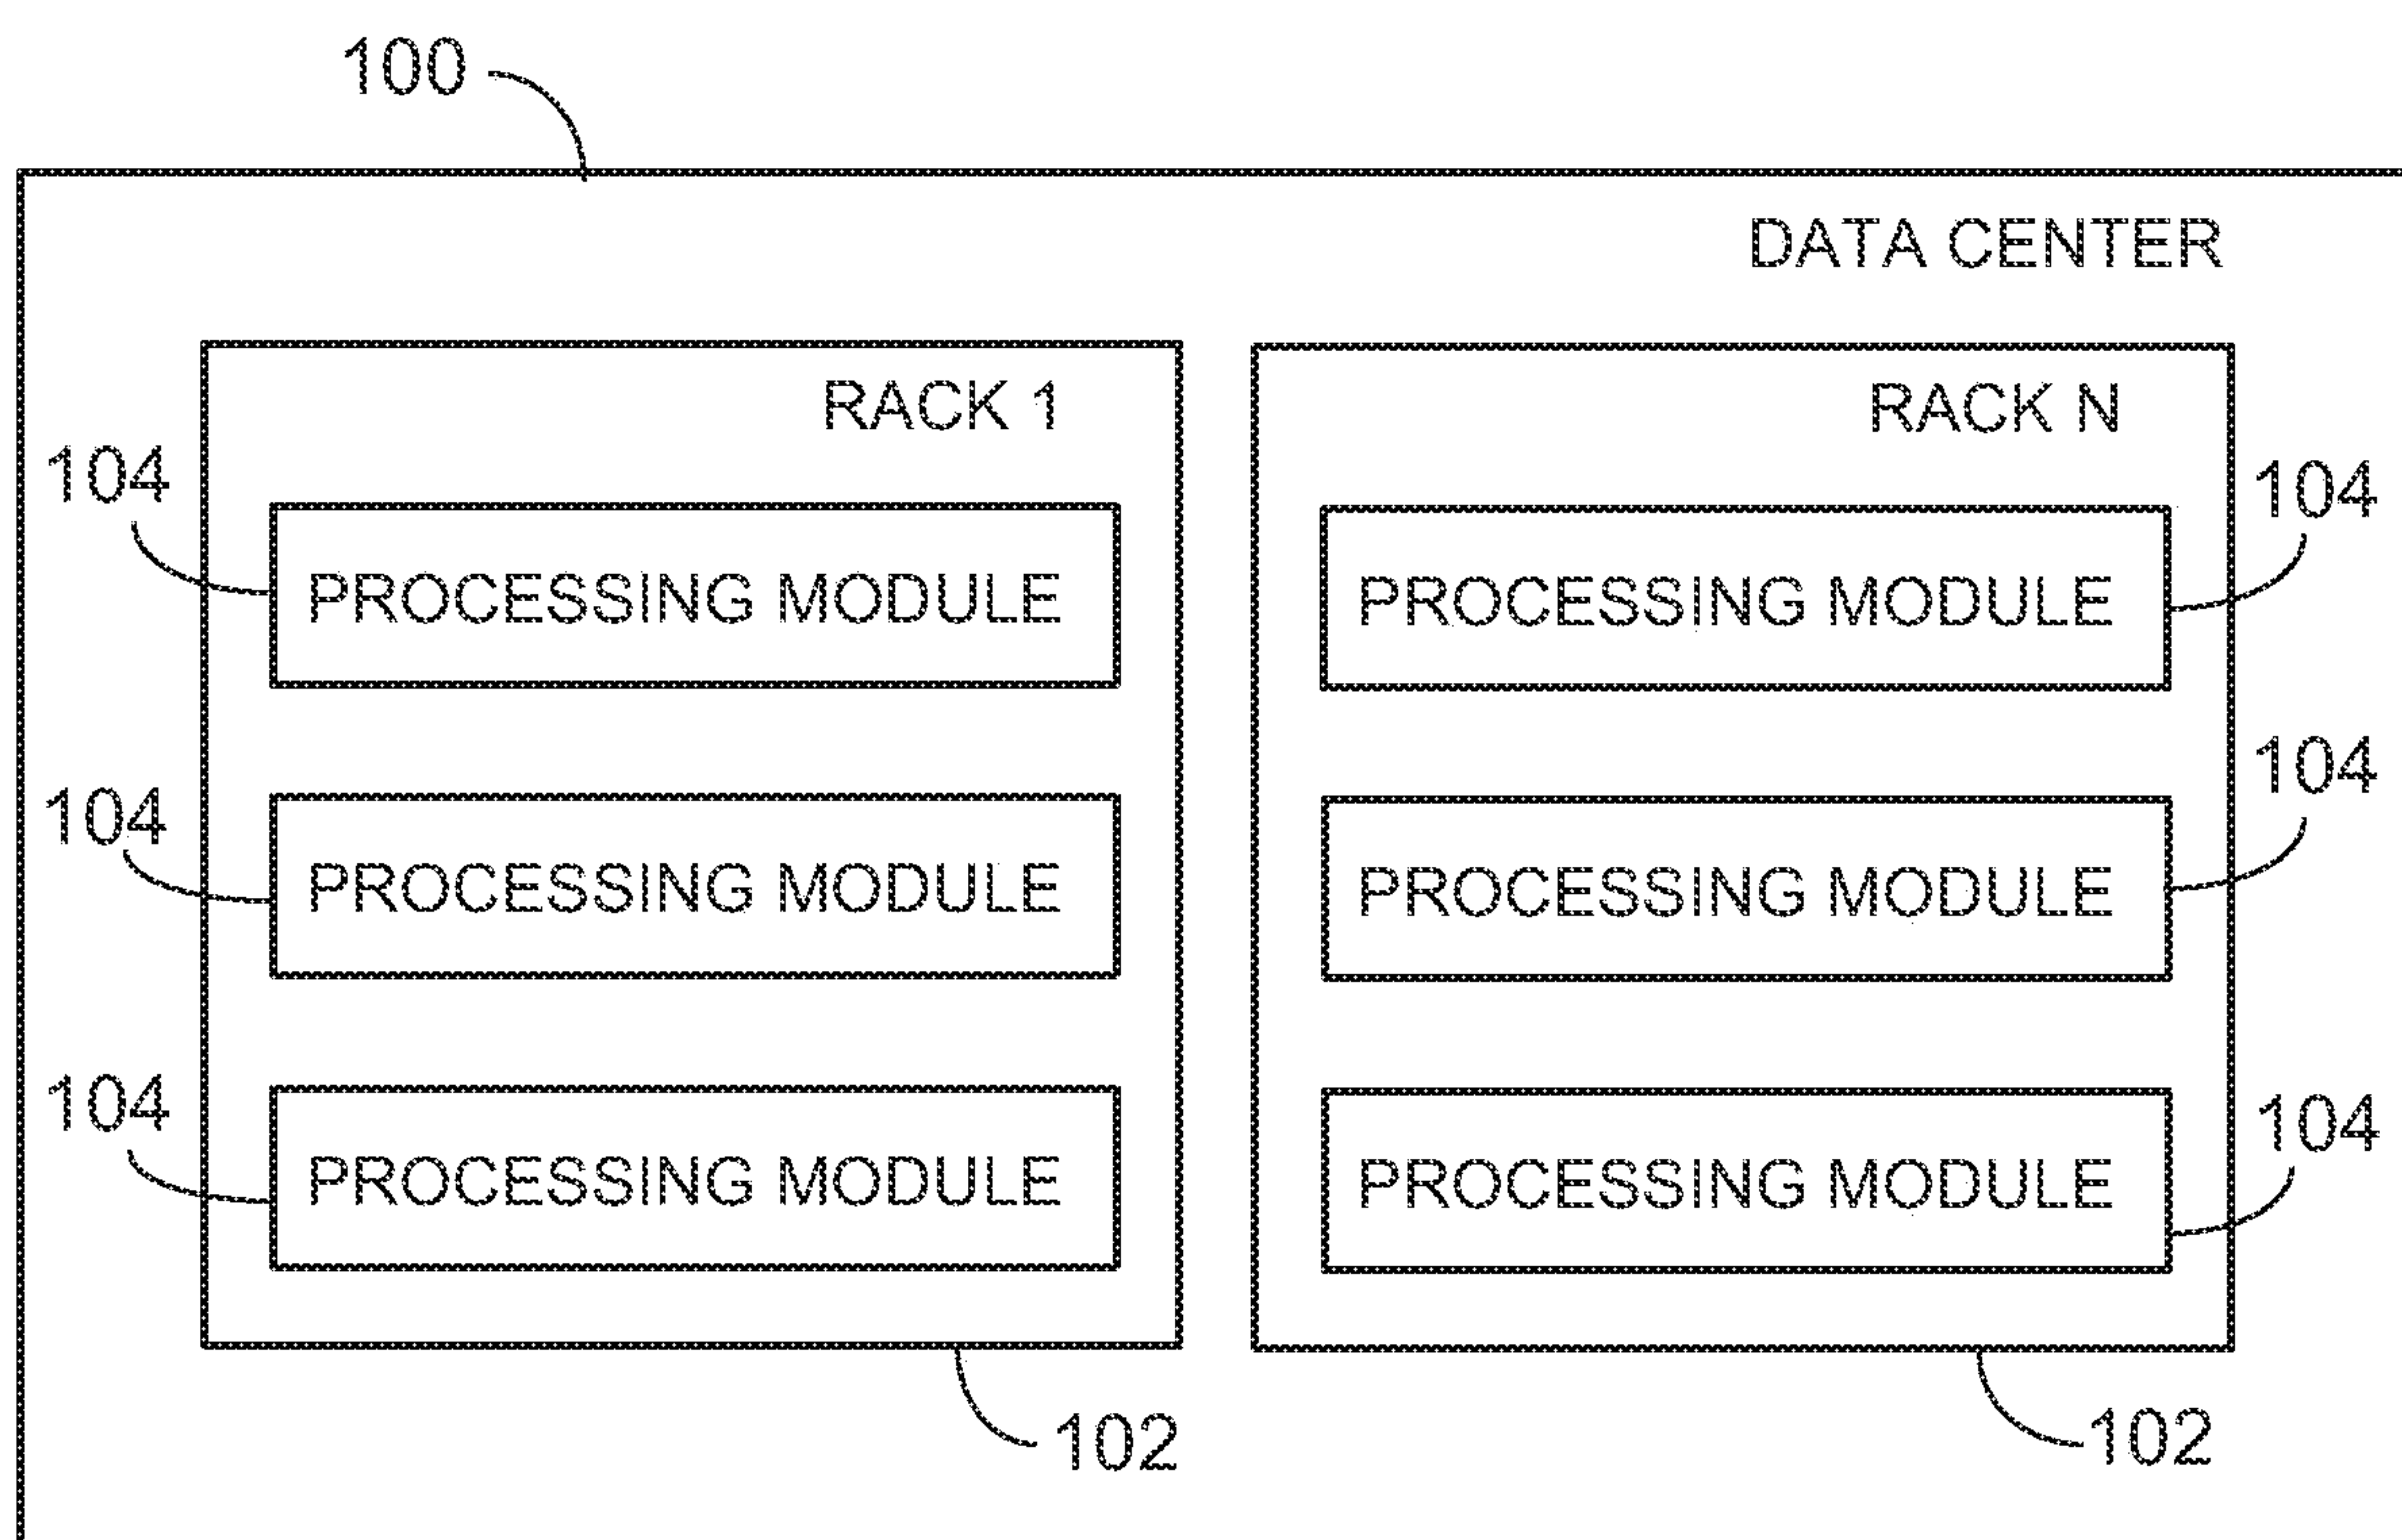 100
DATA CENTER
RACK 1
RACK N
104
104
PROCESSING MODULE
PROCESSING MODULE
104
104
PROCESSING MODULE
PROCESSING MODULE
104
104
PROCESSING MODULE
PROCESSING MODULE
102
102